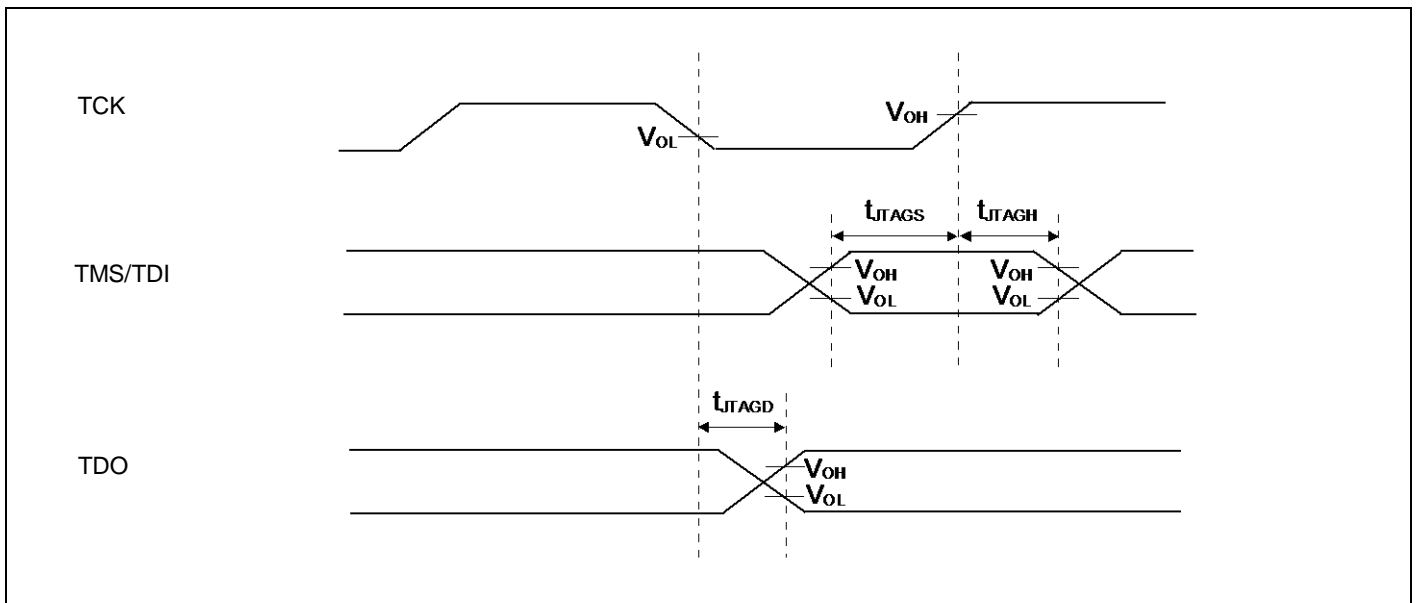 TCK
VOL
VOH
tJTAGS
tJTAGH
TMS/TDI
VOH
VOH
VOL
VOL
tJTAGD
TDO
VOH
VOL